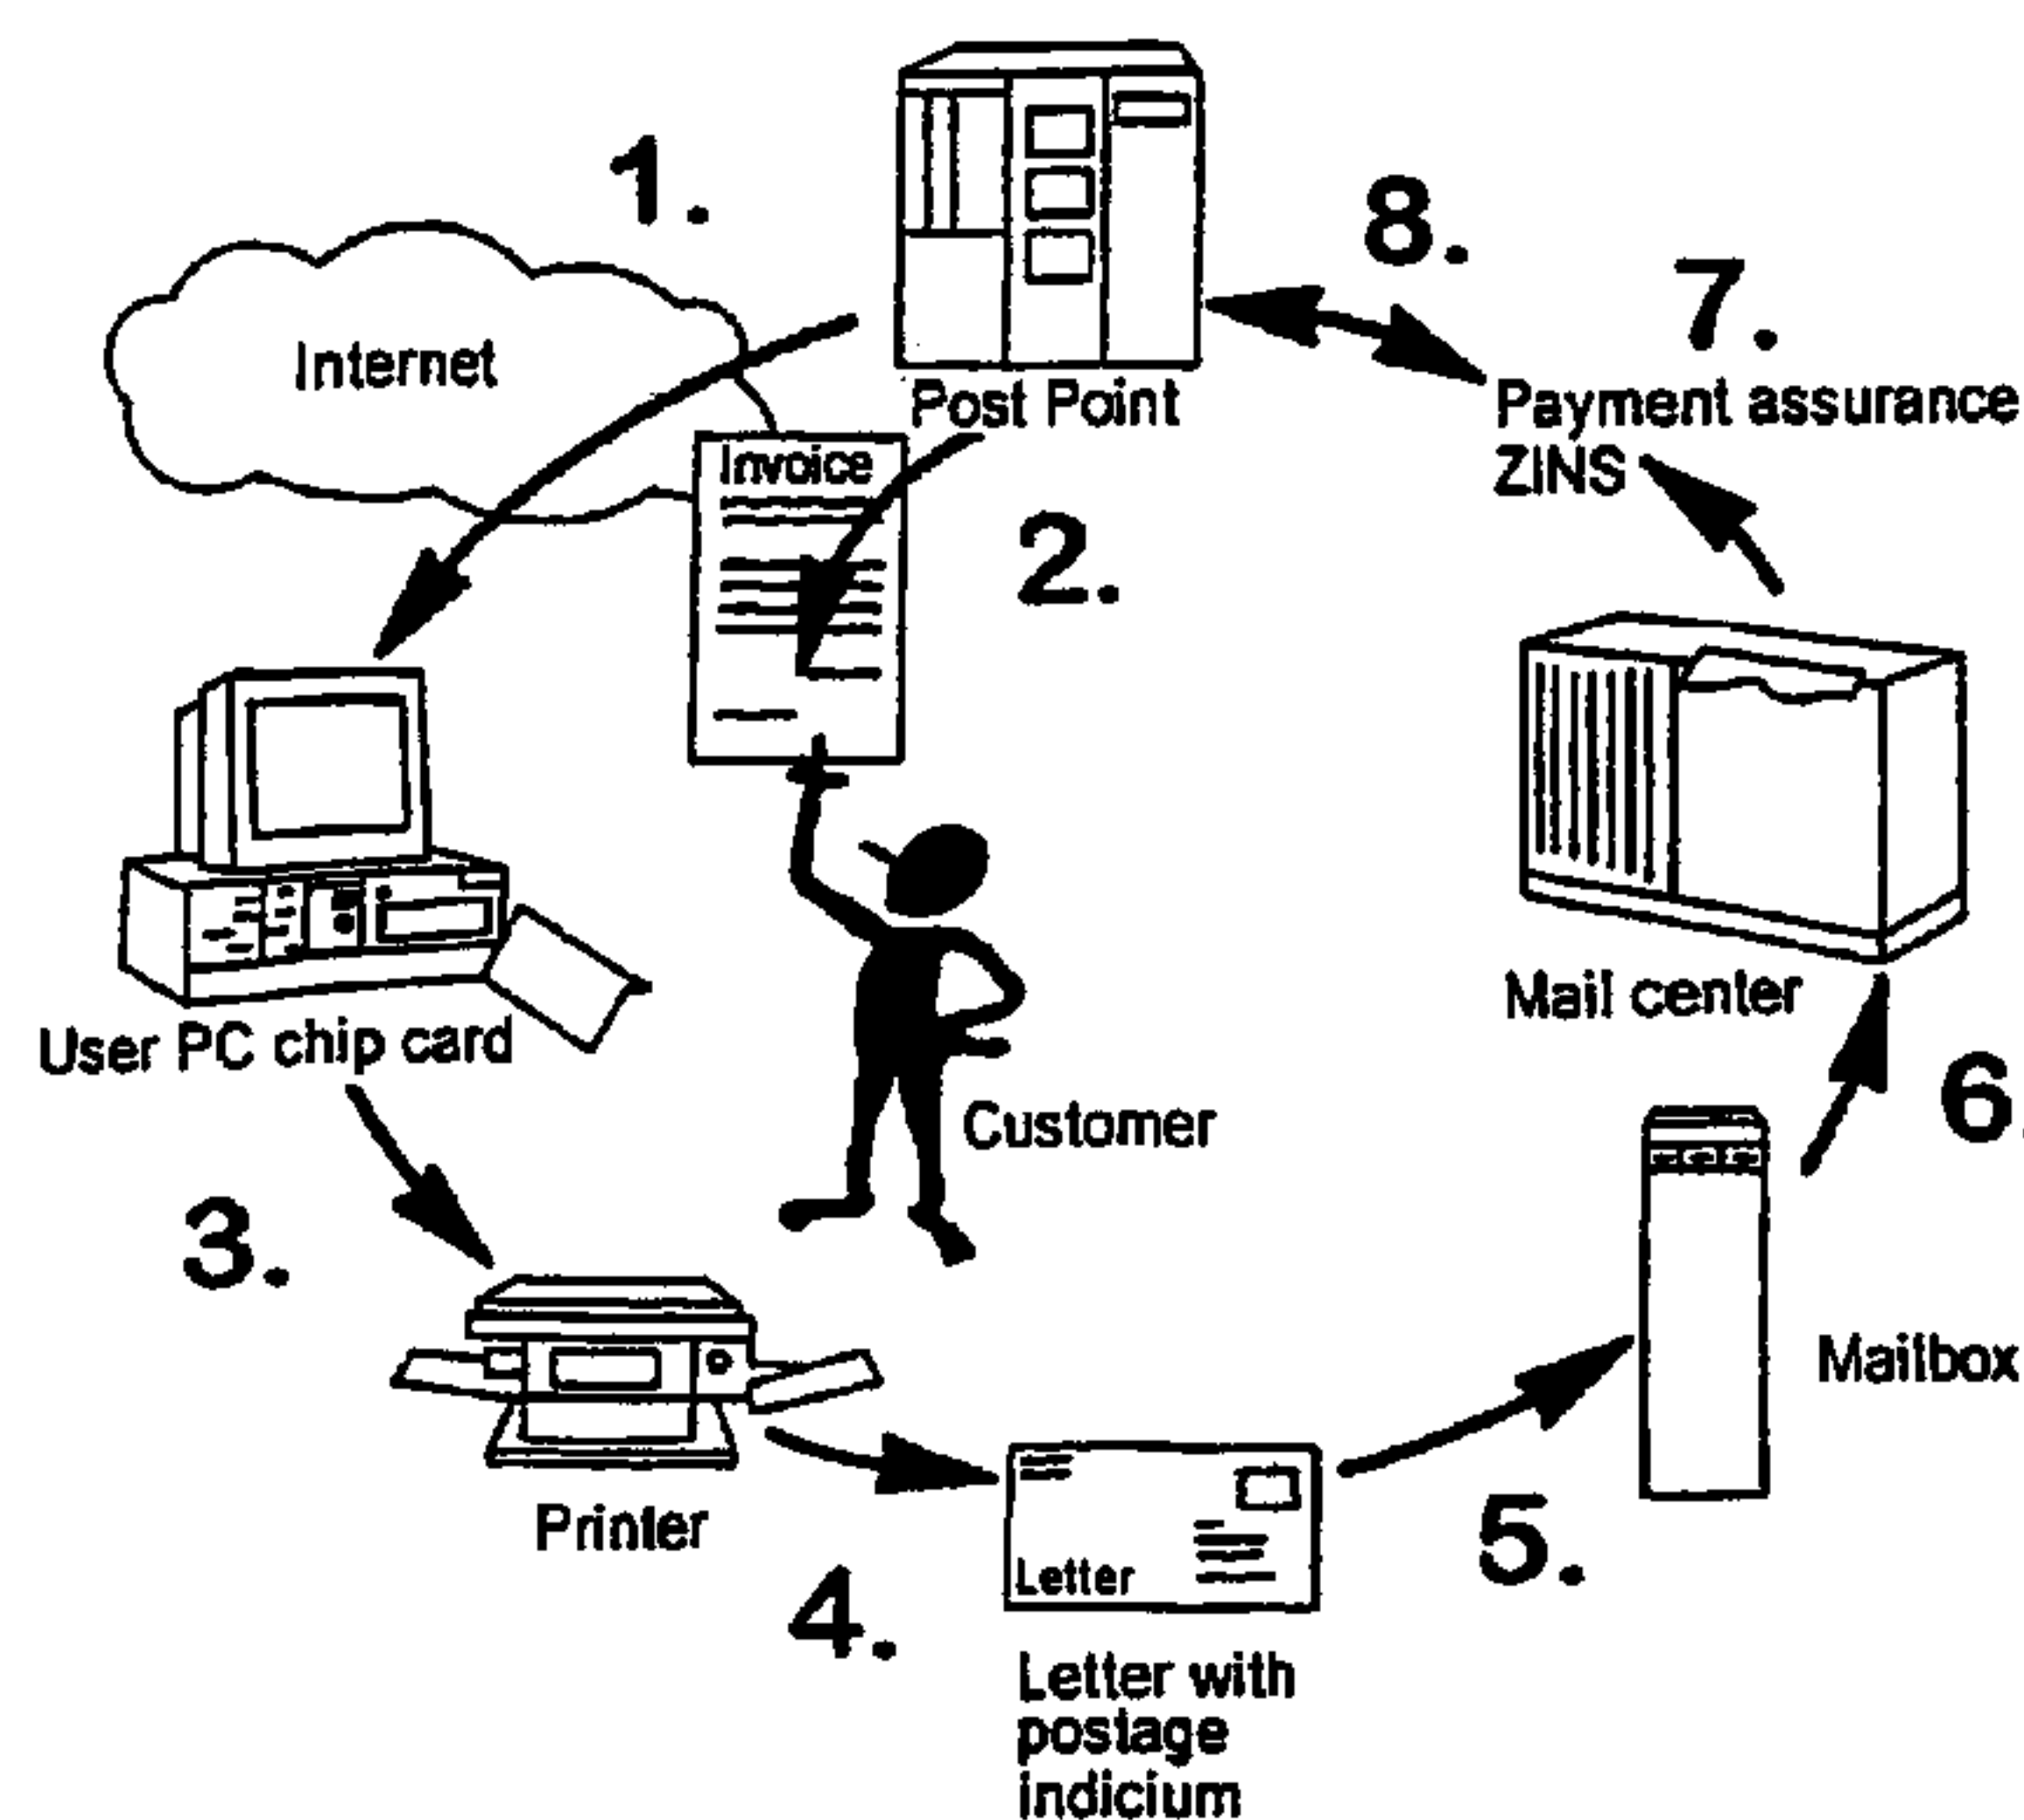 1.
8.
7.
Internet
Post Point
Payment assurance
ZINS
Invoice
2.
Mail center
User PC chip card
6.
Customer
3.
Mailbox
Printer
5.
Letter
4.
Letter with
postage
indicium